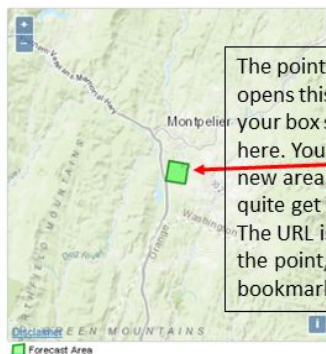 +
-
Montpelier
The point
opens this
your box s
here. You
new area
quite get
The URL is
the point,
bookmark
Washington
Orange
Disclaimer
GREEN MOUNTAINS
i
Forecast Area